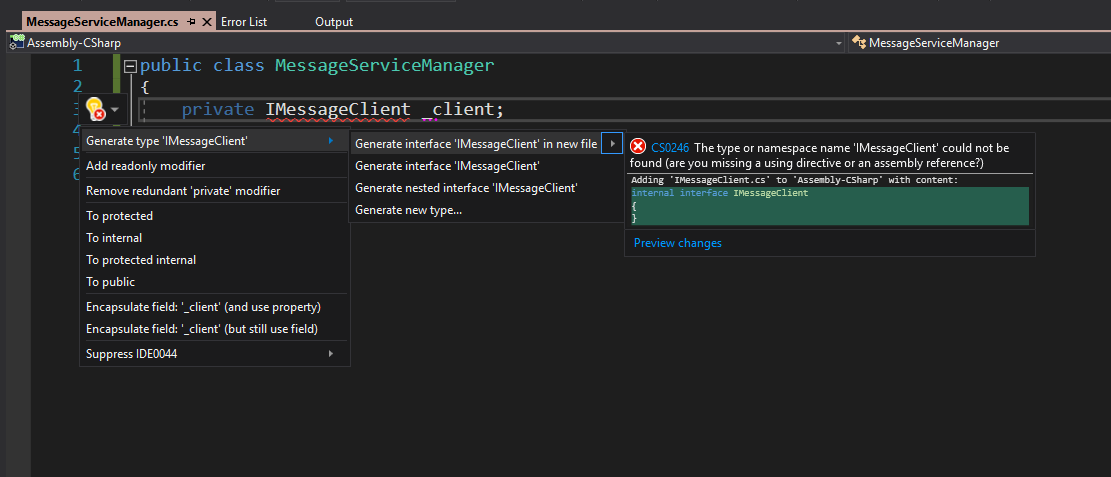 MessageServiceManager.cs Error List Output
Assembly-CSharp MessageServiceManager
1 public class MessageServiceManager
2 {
3 private IMessageClient _client;
4
5
6
Generate type 'IMessageClient'
Add readonly modifier
Remove redundant 'private' modifier
To protected
To internal
To protected internal
To public
Encapsulate field: '_client' (and use property)
Encapsulate field: '_client' (but still use field)
Suppress IDE0044
Generate interface 'IMessageClient' in new file
Generate interface 'IMessageClient'
Generate nested interface 'IMessageClient'
Generate new type...
CS0246 The type or namespace name 'IMessageClient' could not be
found (are you missing a using directive or an assembly reference?)
Adding 'IMessageClient.cs' to 'Assembly-CSharp' with content:
internal interface IMessageClient
{
}
Preview changes